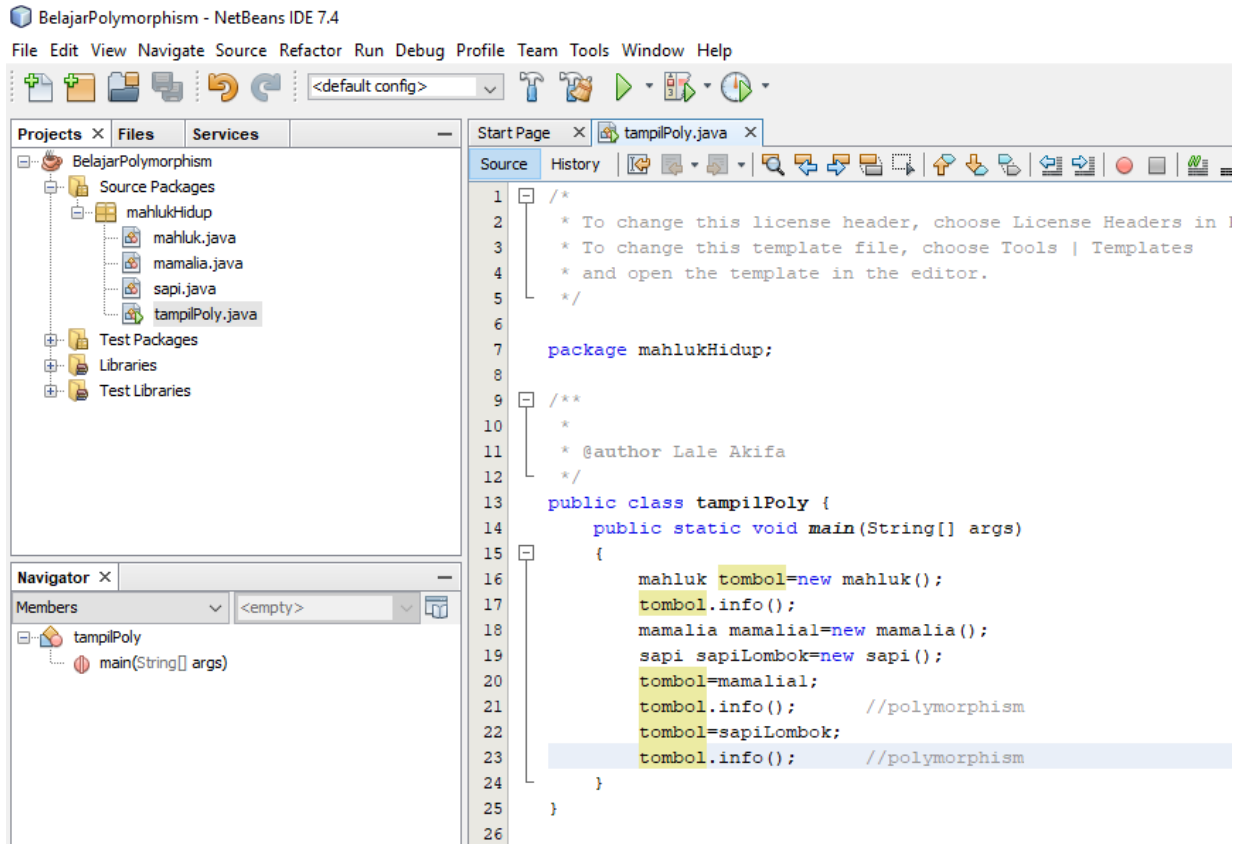 BelajarPolymorphism - NetBeans IDE 7.4
File Edit View Navigate Source Refactor Run Debug Profile Team Tools Window Help
<default config>
Projects Files Services
BelajarPolymorphism
Source Packages
mahlukHidup
mahluk.java
mamalia.java
sapi.java
tampilPoly.java
Test Packages
Libraries
Test Libraries
Navigator
Members <empty>
tampilPoly
main(String[] args)
Start Page tampilPoly.java
Source History
1 /*
2 * To change this license header, choose License Headers in
3 * To change this template file, choose Tools | Templates
4 * and open the template in the editor.
5 */
6
7 package mahlukHidup;
8
9 /**
10 *
11 * @author Lale Akifa
12 */
13 public class tampilPoly {
14 public static void main(String[] args)
15 {
16 mahluk tombol=new mahluk();
17 tombol.info();
18 mamalia mamalia1=new mamalia();
19 sapi sapiLombok=new sapi();
20 tombol=mamalia1;
21 tombol.info(); //polymorphism
22 tombol=sapiLombok;
23 tombol.info(); //polymorphism
24 }
25 }
26